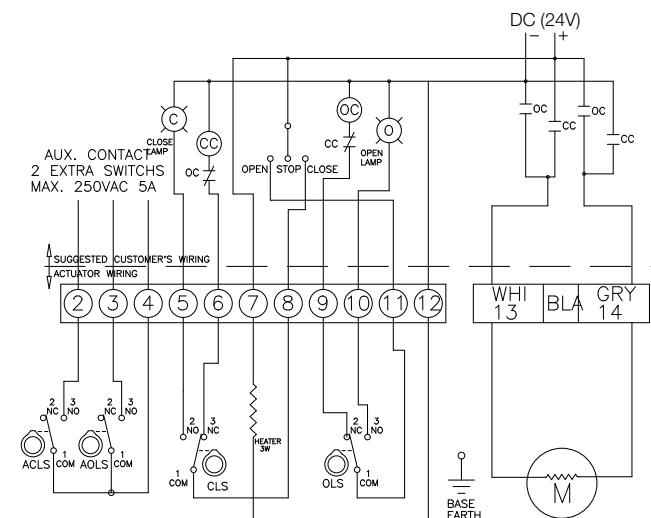 DC (24V)
− +
OC
OC
CC
CC
C
CLOSE
LAMP
CC
OC
OC
CC
O
OPEN
LAMP
OPEN STOP CLOSE
AUX. CONTACT
2 EXTRA SWITCHS
MAX. 250VAC 5A
SUGGESTED CUSTOMER'S WIRING
ACTUATOR WIRING
2 3 4 5 6 7 8 9 10 11 12
WHI
13
BLA
GRY
14
2
NC
3
NO
1
COM
ACLS
2
NC
3
NO
1
COM
AOLS
2
NO
3
NC
1
COM
CLS
HEATER
3W
2
NC
3
NO
1
COM
OLS
BASE
EARTH
M